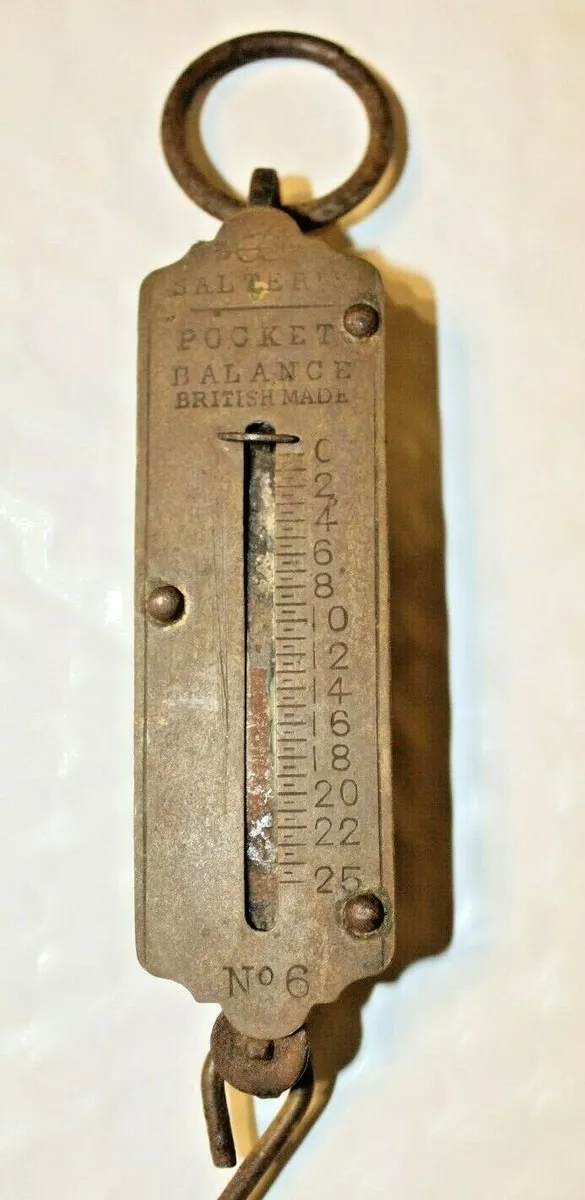 SALTER'S
POCKET
BALANCE
BRITISH MADE
0
2
4
6
8
10
12
14
16
18
20
22
25
No 6